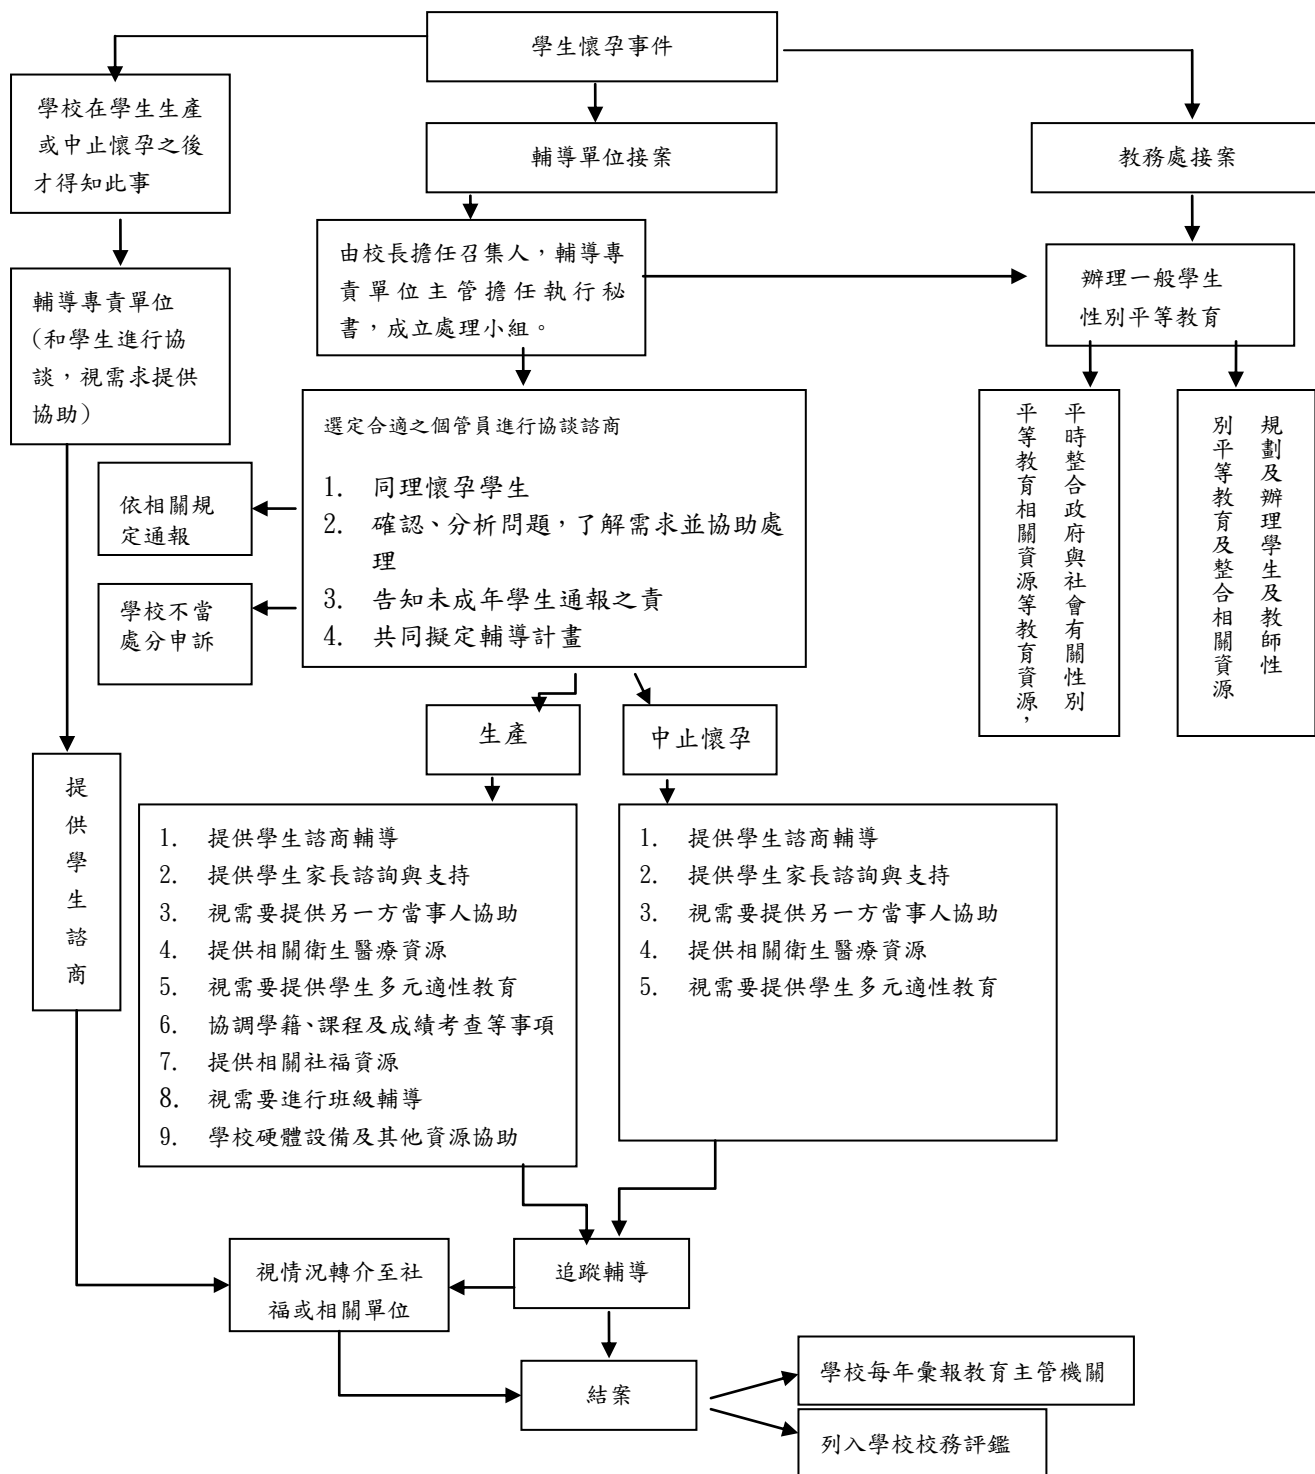 學生懷孕事件
學校在學生生產
或中止懷孕之後
才得知此事
輔導單位接案
教務處接案
由校長擔任召集人，輔導專
責單位主管擔任執行秘
書，成立處理小組。
辦理一般學生
性別平等教育
輔導專責單位
(和學生進行協
談，視需求提供
協助)
選定合適之個管員進行協談諮商
1. 同理懷孕學生
2. 確認、分析問題，了解需求並協助處
理
3. 告知未成年學生通報之責
4. 共同擬定輔導計畫
依相關規
定通報
學校不當
處分申訴
平時整合政府與社會有關性別
平等教育相關資源等教育資源，
規劃及辦理學生及教師性
別平等教育及整合相關資源
生產
中止懷孕
提供學生諮商
1. 提供學生諮商輔導
2. 提供學生家長諮詢與支持
3. 視需要提供另一方當事人協助
4. 提供相關衛生醫療資源
5. 視需要提供學生多元適性教育
6. 協調學籍、課程及成績考查等事項
7. 提供相關社福資源
8. 視需要進行班級輔導
9. 學校硬體設備及其他資源協助
1. 提供學生諮商輔導
2. 提供學生家長諮詢與支持
3. 視需要提供另一方當事人協助
4. 提供相關衛生醫療資源
5. 視需要提供學生多元適性教育
視情況轉介至社
福或相關單位
追蹤輔導
結案
學校每年彙報教育主管機關
列入學校校務評鑑